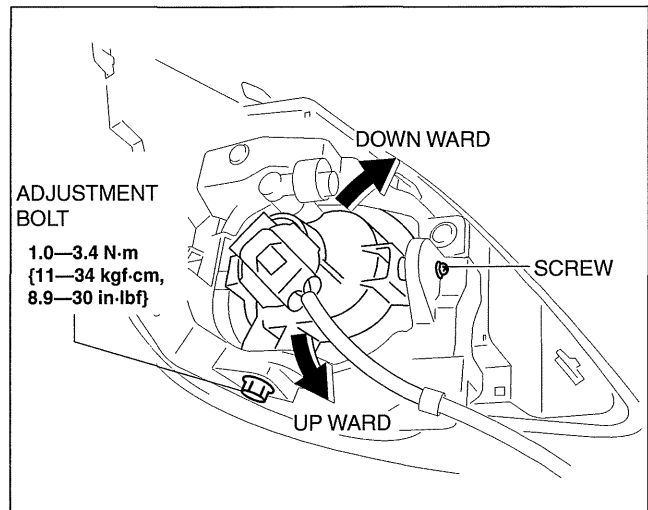 DOWN WARD
ADJUSTMENT
BOLT
1.0—3.4 N·m
{11—34 kgf·cm,
8.9—30 in·lbf}
SCREW
UP WARD